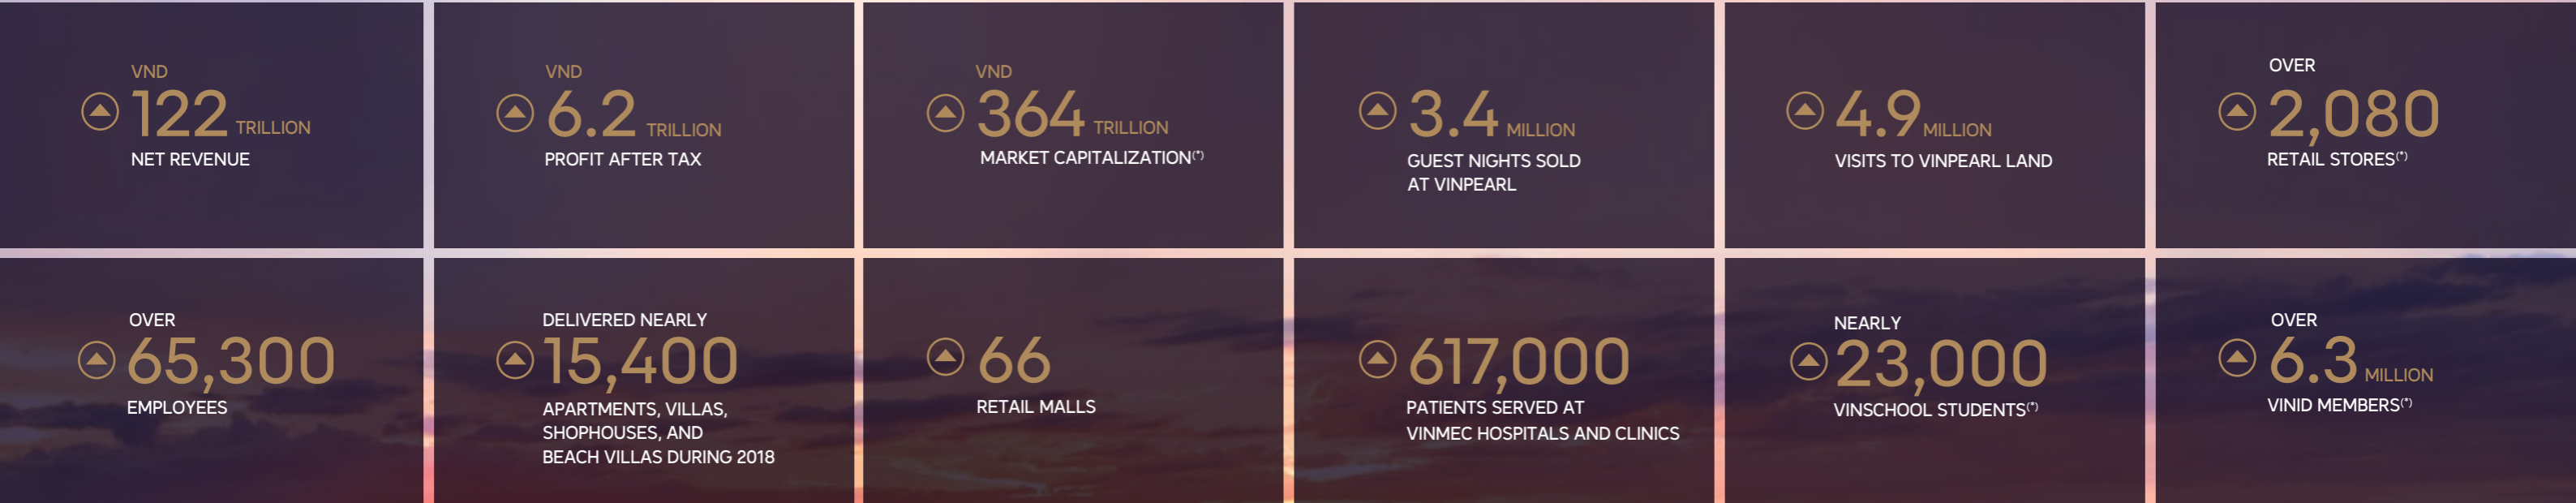 VND
122 TRILLION
NET REVENUE
VND
6.2 TRILLION
PROFIT AFTER TAX
VND
364 TRILLION
MARKET CAPITALIZATION(*)
3.4 MILLION
GUEST NIGHTS SOLD
AT VINPEARL
4.9 MILLION
VISITS TO VINPEARL LAND
OVER
2,080
RETAIL STORES(*)
OVER
65,300
EMPLOYEES
DELIVERED NEARLY
15,400
APARTMENTS, VILLAS,
SHOPHOUSES, AND
BEACH VILLAS DURING 2018
66
RETAIL MALLS
617,000
PATIENTS SERVED AT
VINMEC HOSPITALS AND CLINICS
NEARLY
23,000
VINSCHOOL STUDENTS(*)
OVER
6.3 MILLION
VINID MEMBERS(*)